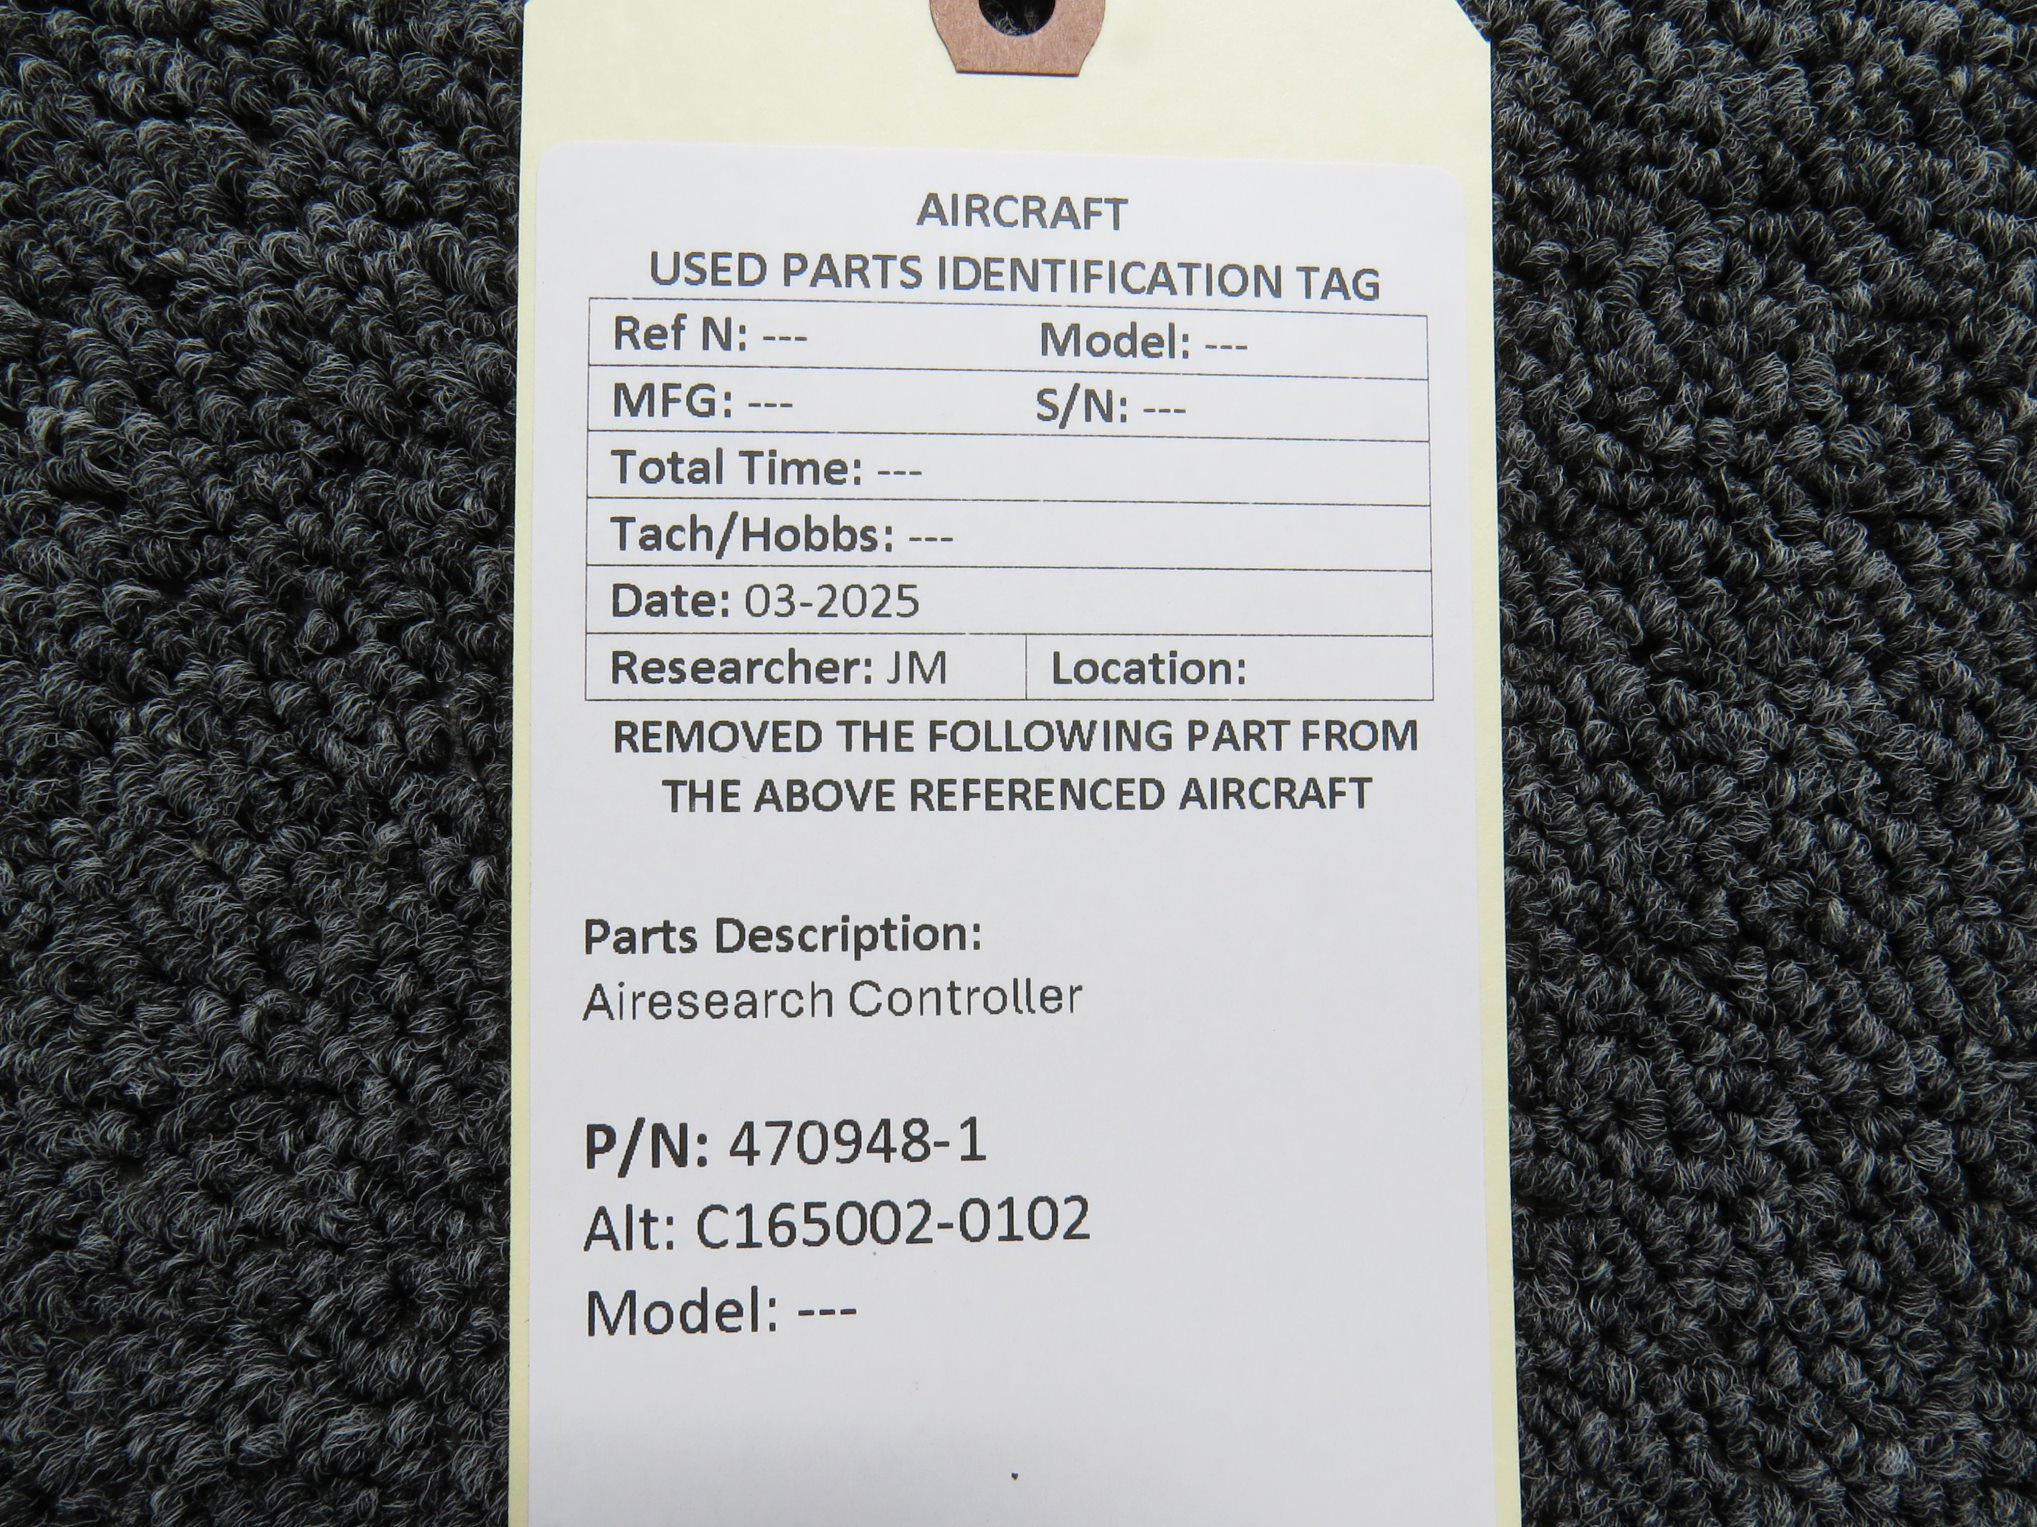 AIRCRAFT
USED PARTS IDENTIFICATION TAG
Ref N: --- Model: ---
MFG: --- S/N: ---
Total Time: ---
Tach/Hobbs: ---
Date: 03-2025
Researcher: JM Location:
REMOVED THE FOLLOWING PART FROM
THE ABOVE REFERENCED AIRCRAFT
Parts Description:
Airesearch Controller
P/N: 470948-1
Alt: C165002-0102
Model: ---